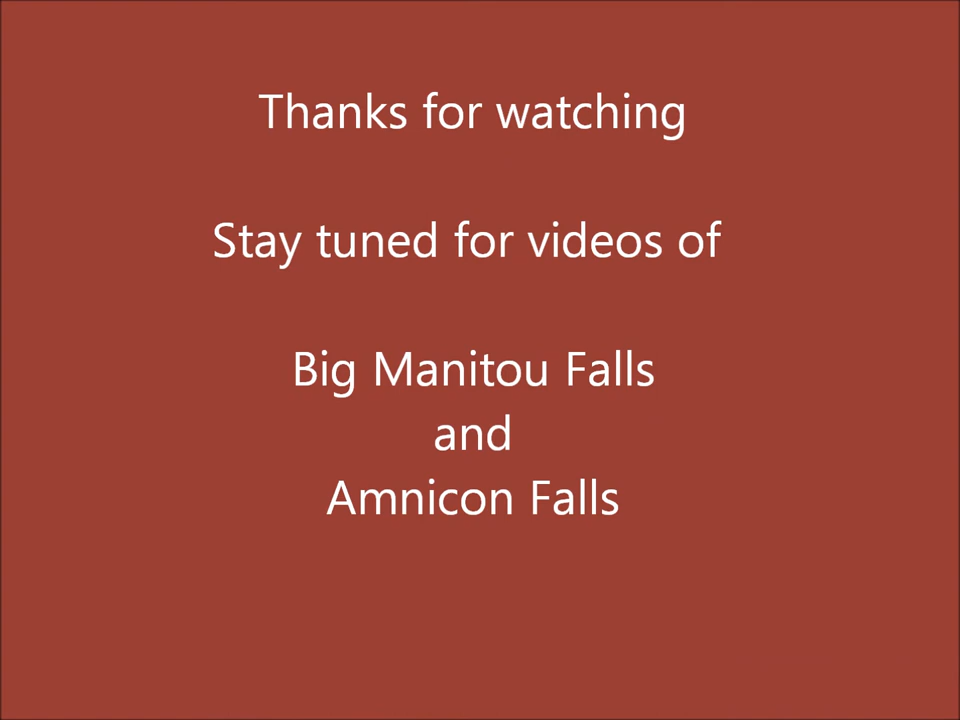 Thanks for watching
Stay tuned for videos of
Big Manitou Falls
and
Amnicon Falls